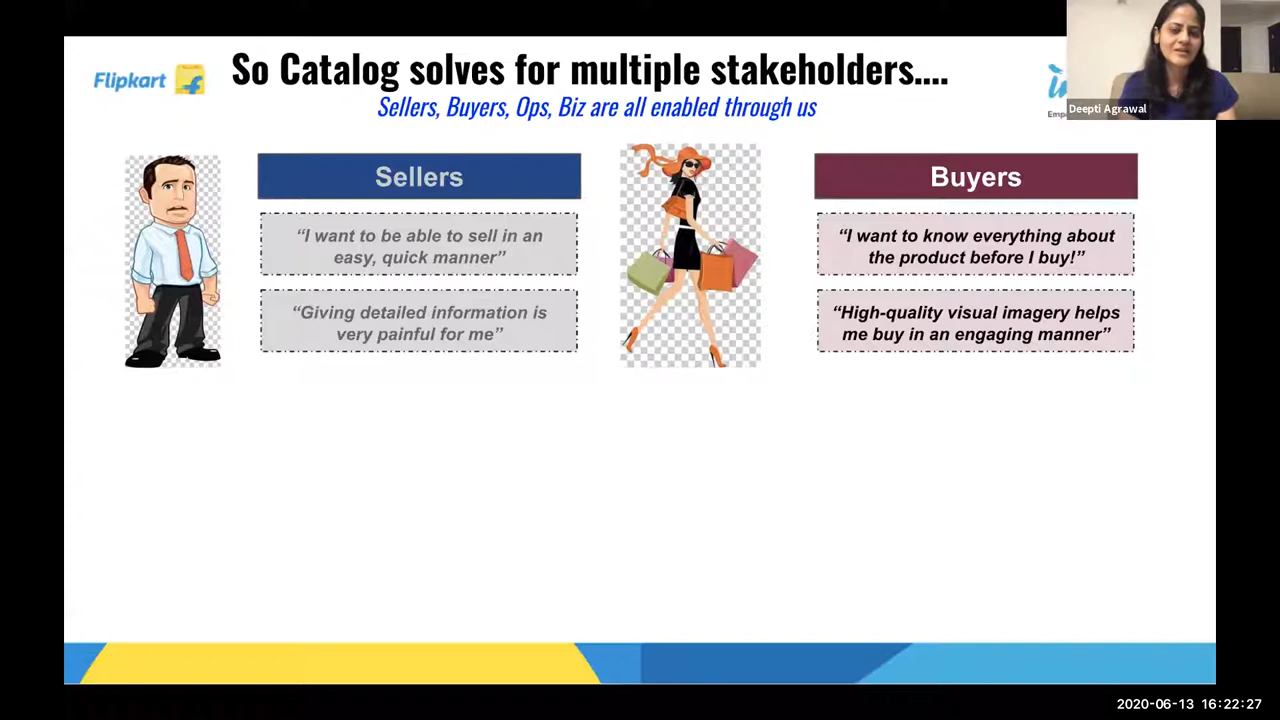 Flipkart
So Catalog solves for multiple stakeholders....
Sellers, Buyers, Ops, Biz are all enabled through us
Deepti Agrawal
Sellers
“I want to be able to sell in an
easy, quick manner”
“Giving detailed information is
very painful for me”
Buyers
“I want to know everything about
the product before I buy!”
“High-quality visual imagery helps
me buy in an engaging manner”
2020-06-13 16:22:27